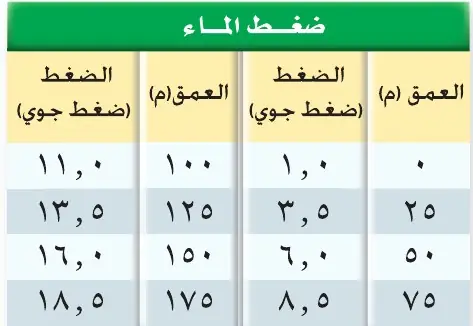 ضغط الماء
العمق (م) الضغط (ضغط جوي) العمق(م) الضغط (ضغط جوي)
٠ ١,٠ ١٠٠ ١١,٠
٢٥ ٣,٥ ١٢٥ ١٣,٥
٥٠ ٦,٠ ١٥٠ ١٦,٠
٧٥ ٨,٥ ١٧٥ ١٨,٥